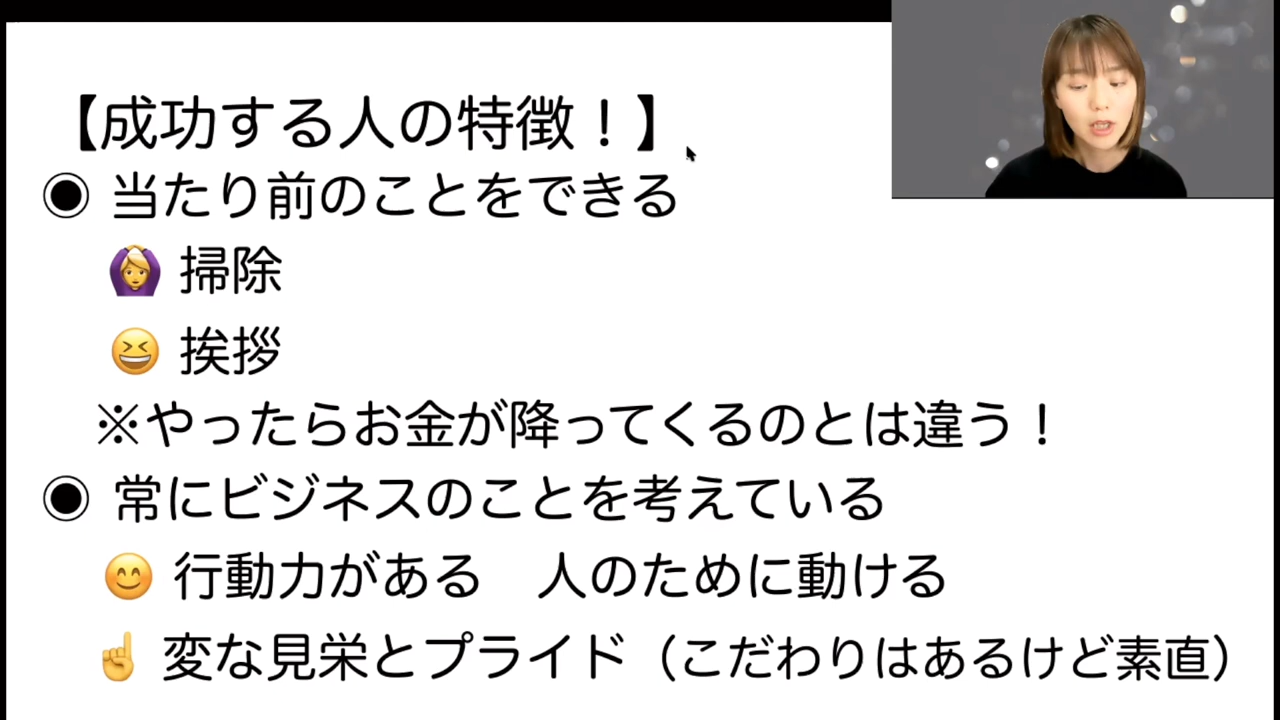 【成功する人の特徴！】
◉ 当たり前のことをできる
🙆 掃除
😆 挨拶
※やったらお金が降ってくるのとは違う！
◉ 常にビジネスのことを考えている
😊 行動力がある　人のために動ける
☝ 変な見栄とプライド（こだわりはあるけど素直）